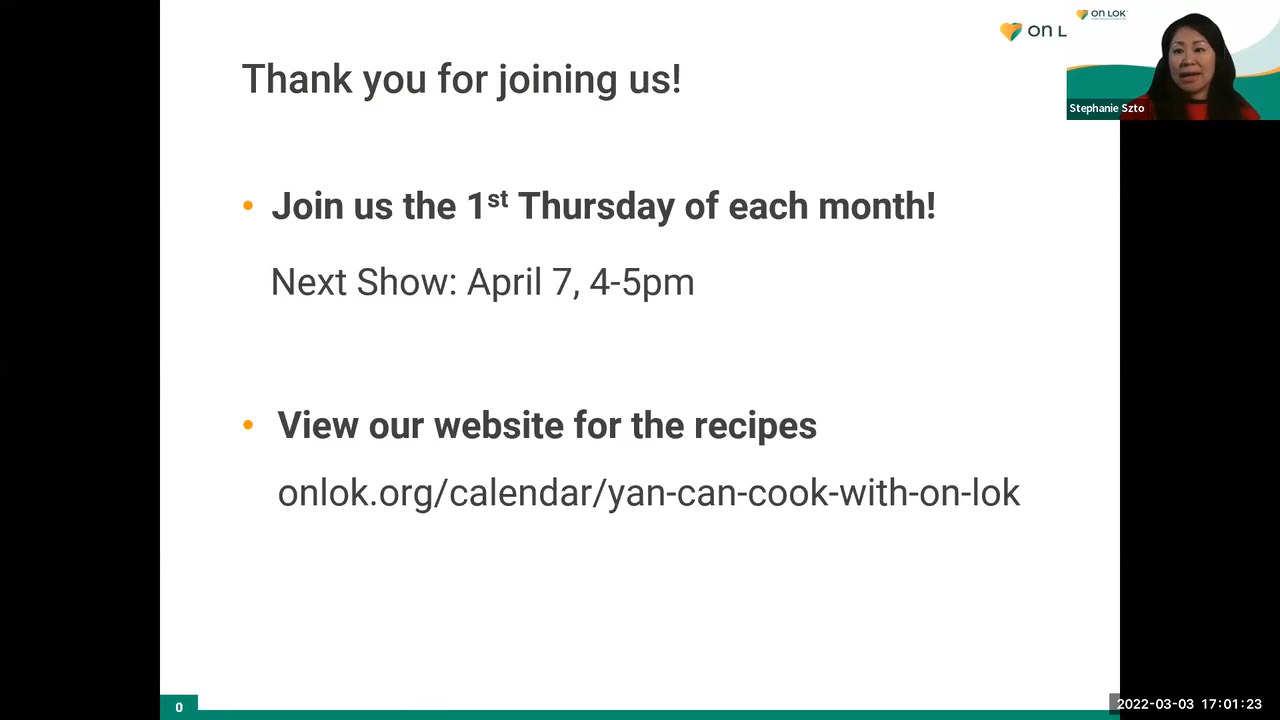 on L
on LOK
Stephanie Szto
Thank you for joining us!
• Join us the 1st Thursday of each month!
Next Show: April 7, 4-5pm
• View our website for the recipes
onlok.org/calendar/yan-can-cook-with-on-lok
0
2022-03-03 17:01:23